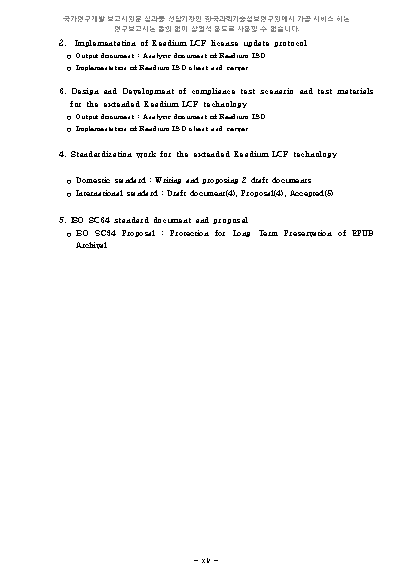 국가연구개발 보고서원문 성과물 전담기관인 한국과학기술정보연구원에서 가공·서비스 하는
연구보고서는 동의 없이 상업적 용도로 사용할 수 없습니다.
2. Implementation of Readium LCP license update protocol
o Output document : Analysis document of Readium LSD
o Implementation of Readium LSD client and server
6. Design and Development of compliance test scenario and test materials
for the extended Readium LCP technology
o Output document : Analysis document of Readium LSD
o Implementation of Readium LSD client and server
4. Standardization work for the extended Readium LCP technology
o Domestic standard : Writing and proposing 2 draft documents
o International standard : Draft document(4), Proposal(4), Accepted(5)
5. ISO SC34 standard document and proposal
o ISO SC34 Proposal : Protection for Long Term Preservation of EPUB
Archival
- xiv -